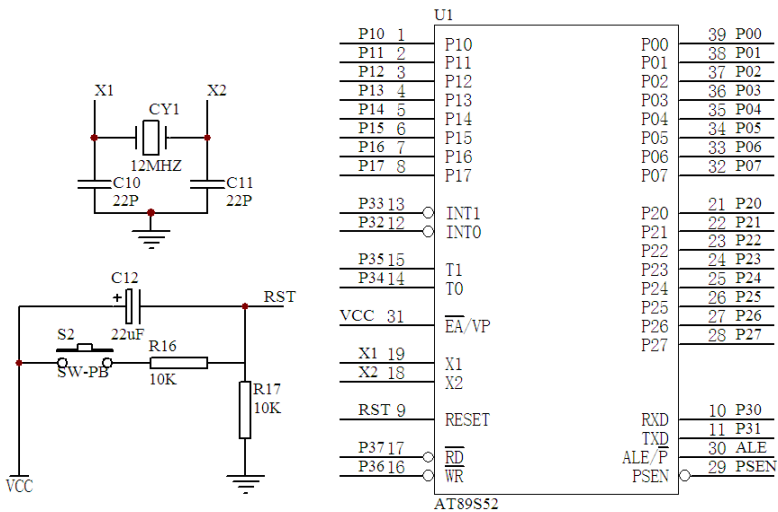 X1 X2
CY1
12MHZ
C10 C11
22P 22P
C12
RST
22uF
S2
R16
SW-PB
10K
R17
10K
VCC
U1
P10 1 P10 P00 39 P00
P11 2 P11 P01 38 P01
P12 3 P12 P02 37 P02
P13 4 P13 P03 36 P03
P14 5 P14 P04 35 P04
P15 6 P15 P05 34 P05
P16 7 P16 P06 33 P06
P17 8 P17 P07 32 P07
P33 13 INT1 P20 21 P20
P32 12 INT0 P21 22 P21
P22 23 P22
P35 15 T1 P23 24 P23
P34 14 T0 P24 25 P24
P25 26 P25
VCC 31 EA/VP P26 27 P26
P27 28 P27
X1 19 X1
X2 18 X2
RST 9 RESET RXD 10 P30
TXD 11 P31
P37 17 RD ALE/P 30 ALE
P36 16 WR PSEN 29 PSEN
AT89S52